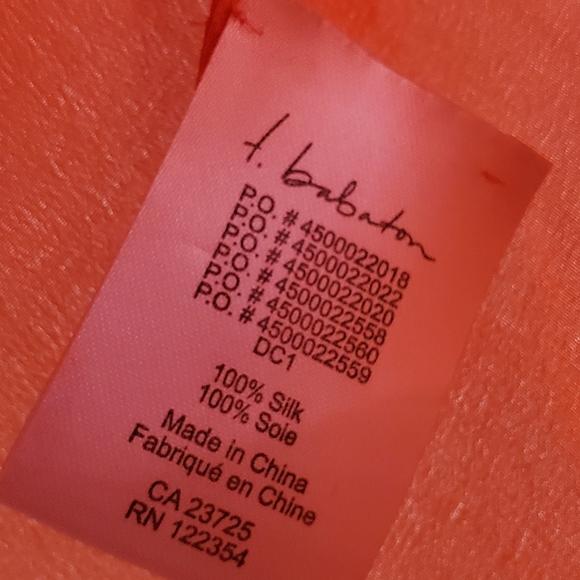 f. babaton
P.O. # 4500022018
P.O. # 4500022022
P.O. # 4500022020
P.O. # 4500022558
P.O. # 4500022560
P.O. # 4500022559
DC1
100% Silk
100% Soie
Made in China
Fabriqué en Chine
CA 23725
RN 122354